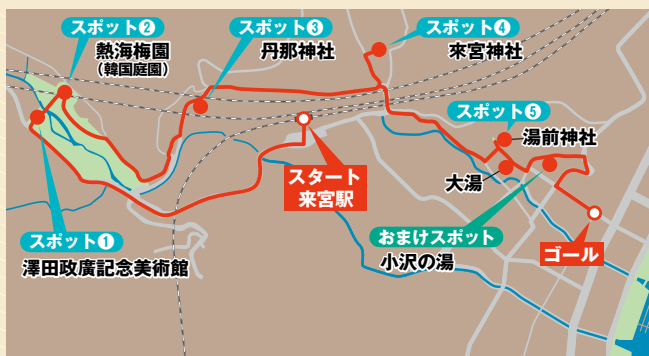 スポット❷
熱海梅園
(韓国庭園)
スポット❸
丹那神社
スポット❹
來宮神社
スポット❺
湯前神社
大湯
スタート
来宮駅
おまけスポット
小沢の湯
ゴール
スポット❶
澤田政廣記念美術館